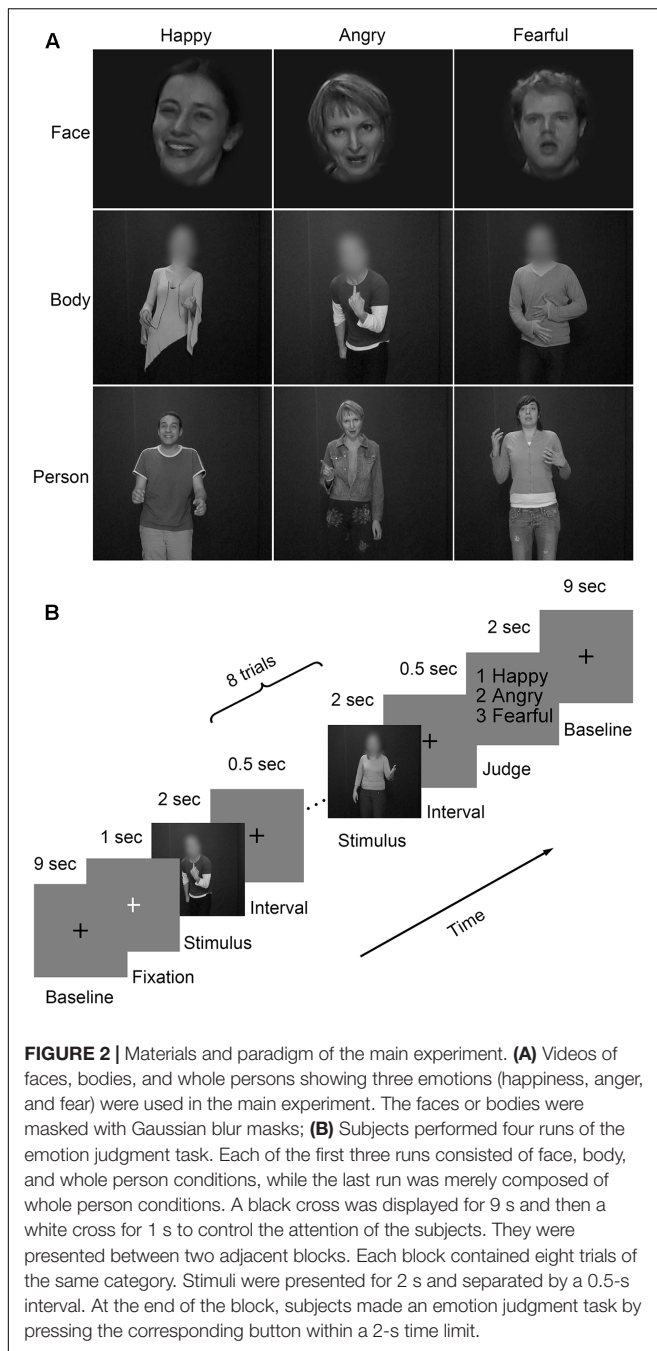 A
Happy Angry Fearful
Face
Body
Person
B
9 sec
2 sec
0.5 sec
8 trials
2 sec
1 Happy
2 Angry
3 Fearful
0.5 sec
Baseline
2 sec
Judge
...
1 sec
Interval
9 sec
Stimulus
Interval
Time
Stimulus
Fixation
Baseline
FIGURE 2 | Materials and paradigm of the main experiment. (A) Videos of
faces, bodies, and whole persons showing three emotions (happiness, anger,
and fear) were used in the main experiment. The faces or bodies were
masked with Gaussian blur masks; (B) Subjects performed four runs of the
emotion judgment task. Each of the first three runs consisted of face, body,
and whole person conditions, while the last run was merely composed of
whole person conditions. A black cross was displayed for 9 s and then a
white cross for 1 s to control the attention of the subjects. They were
presented between two adjacent blocks. Each block contained eight trials of
the same category. Stimuli were presented for 2 s and separated by a 0.5-s
interval. At the end of the block, subjects made an emotion judgment task by
pressing the corresponding button within a 2-s time limit.